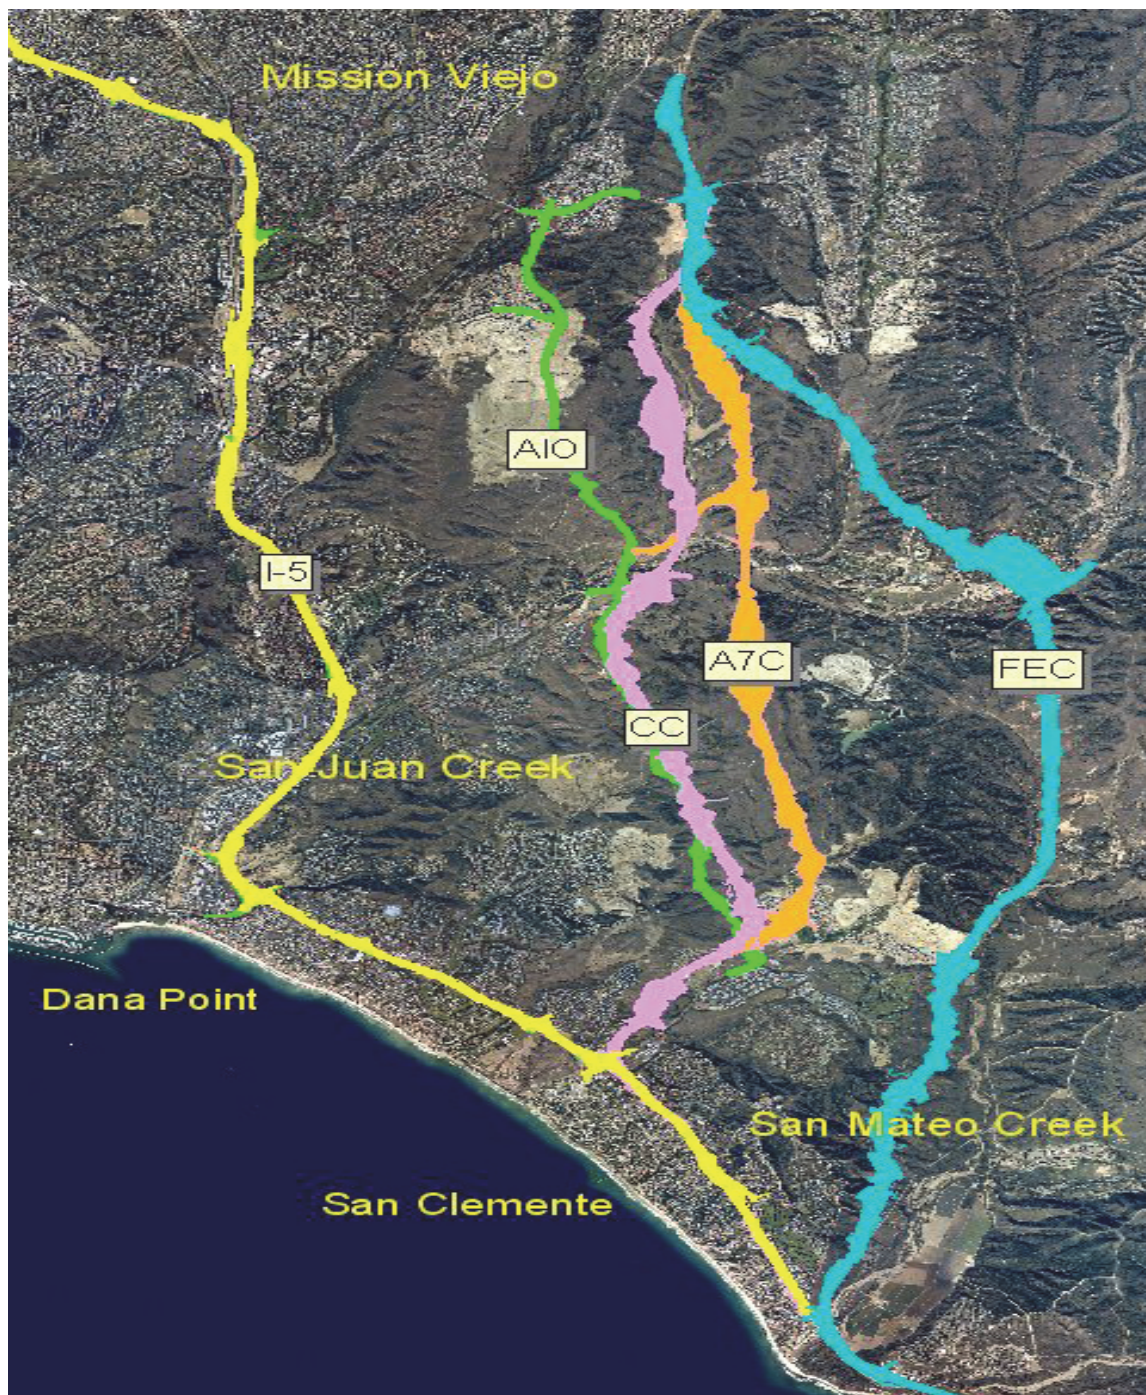 Mission Viejo
AIO
I-5
A7C
FEC
CC
San Juan Creek
Dana Point
San Mateo Creek
San Clemente